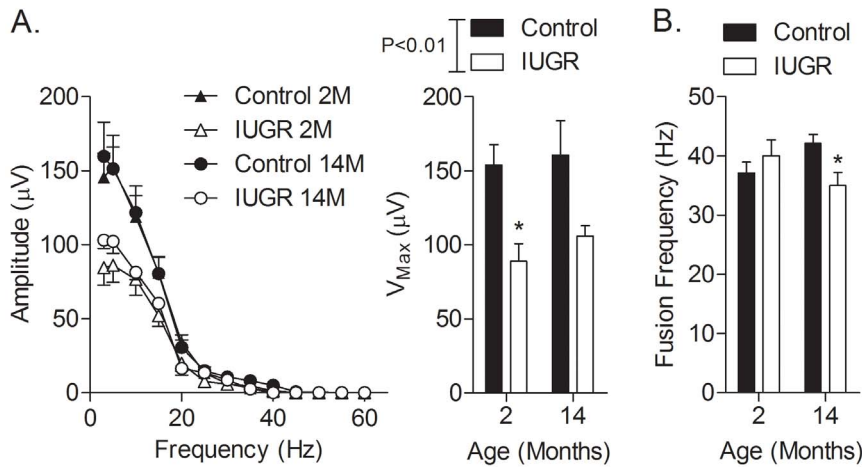 A.
Control 2M
IUGR 2M
Control 14M
IUGR 14M
200
150
100
50
0
Amplitude (μV)
0 20 40 60
Frequency (Hz)
P<0.01
Control
IUGR
200
150
100
50
0
V Max (μV)
*
2 14
Age (Months)
B.
Control
IUGR
50
40
30
20
10
0
Fusion Frequency (Hz)
*
2 14
Age (Months)